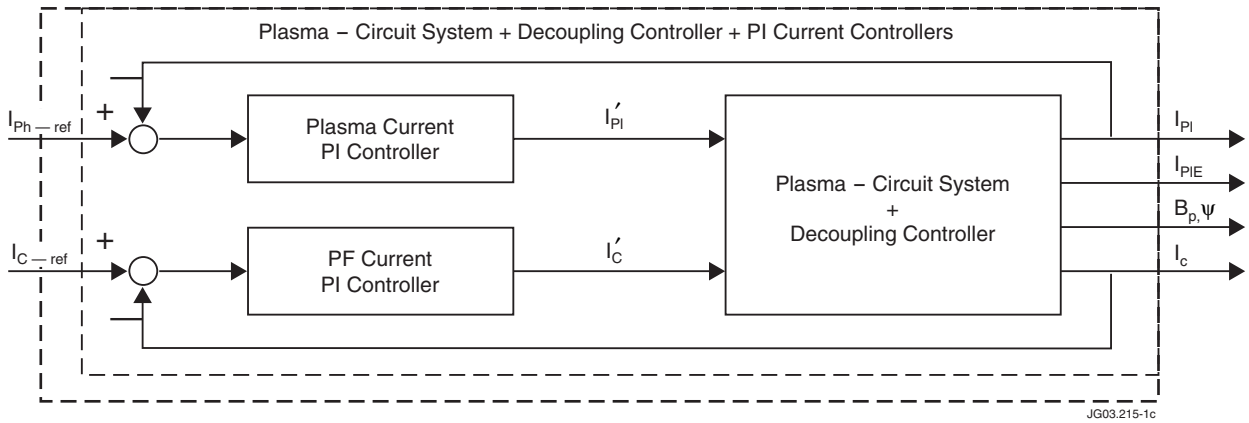 Plasma – Circuit System + Decoupling Controller + PI Current Controllers
I_Ph — ref
+
Plasma Current
PI Controller
I′_Pl
I_C — ref
+
PF Current
PI Controller
I′_C
Plasma – Circuit System
+
Decoupling Controller
I_Pl
I_PIE
B_p,ψ
I_c
JG03.215-1c